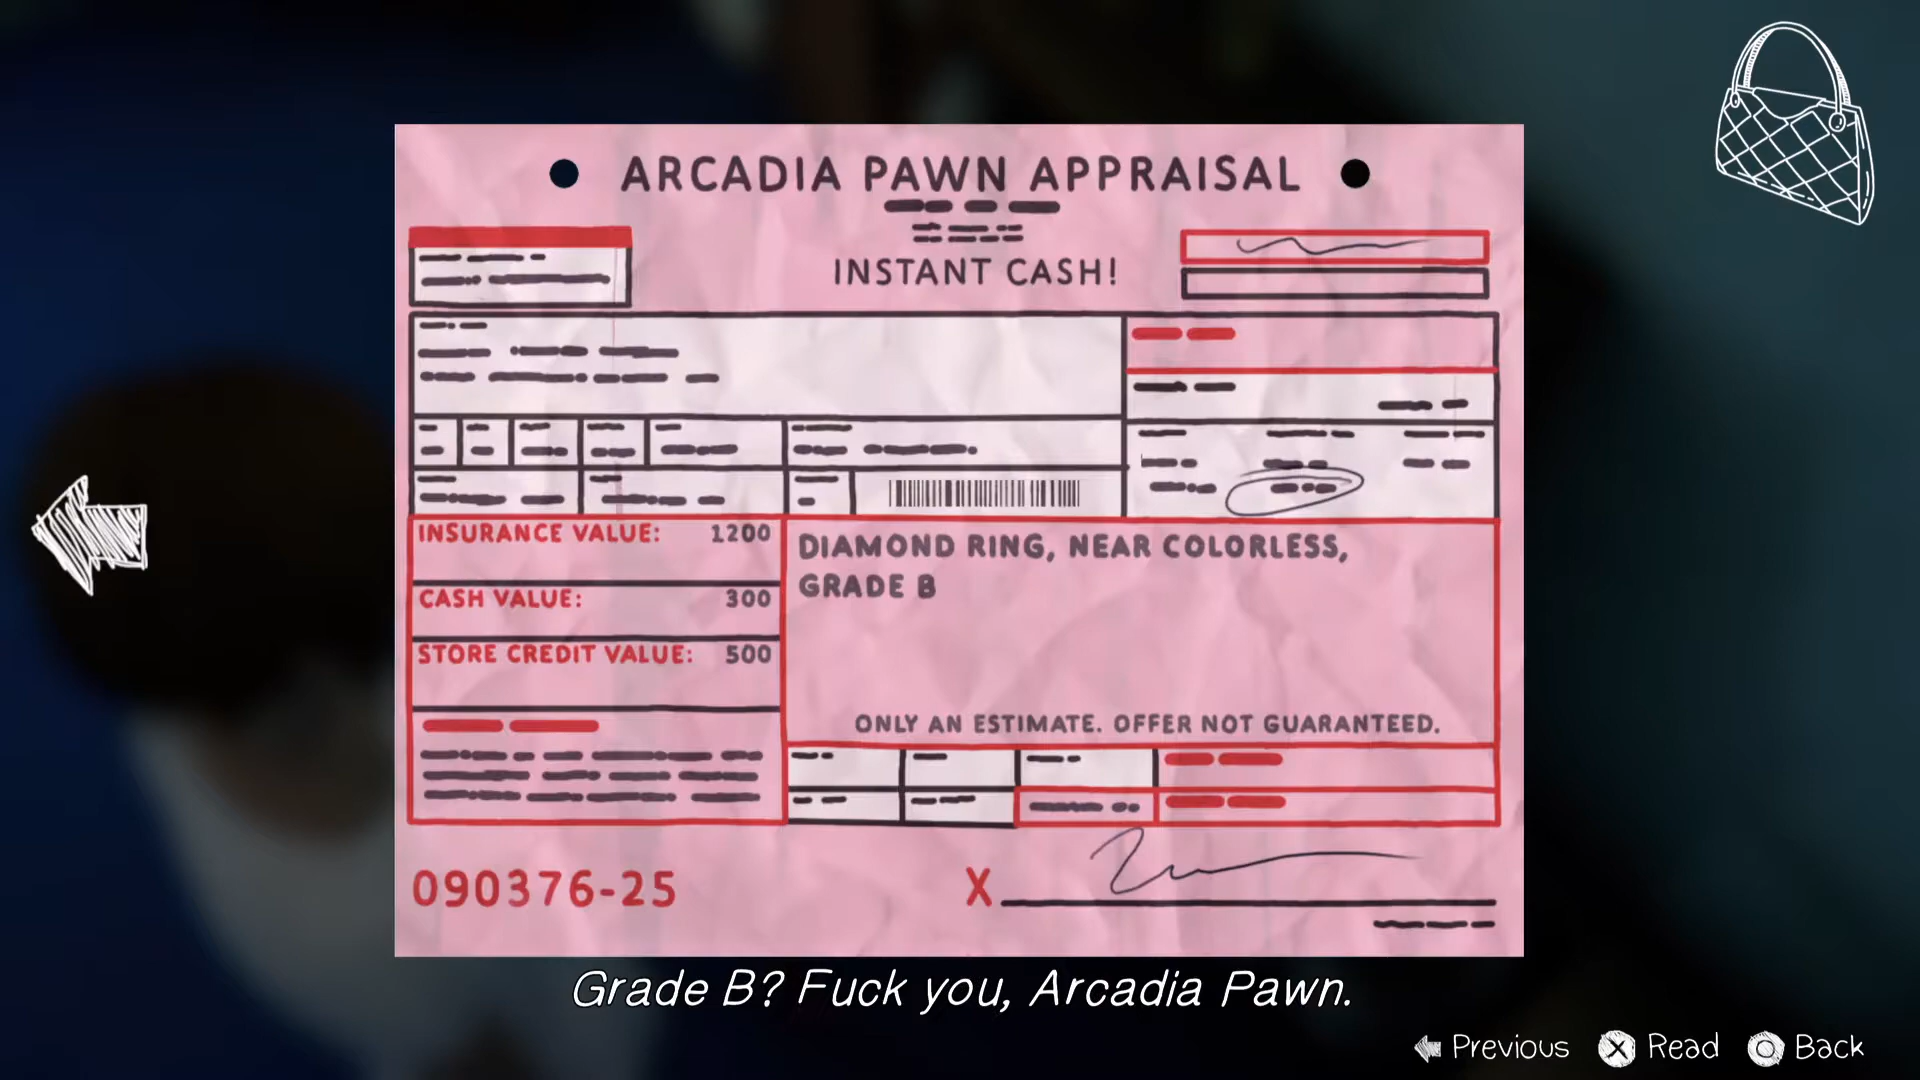 ARCADIA PAWN APPRAISAL
INSTANT CASH!
INSURANCE VALUE: 1200
CASH VALUE: 300
STORE CREDIT VALUE: 500
DIAMOND RING, NEAR COLORLESS,
GRADE B
ONLY AN ESTIMATE. OFFER NOT GUARANTEED.
090376-25
X
Grade B? Fuck you, Arcadia Pawn.
Previous
Read
Back